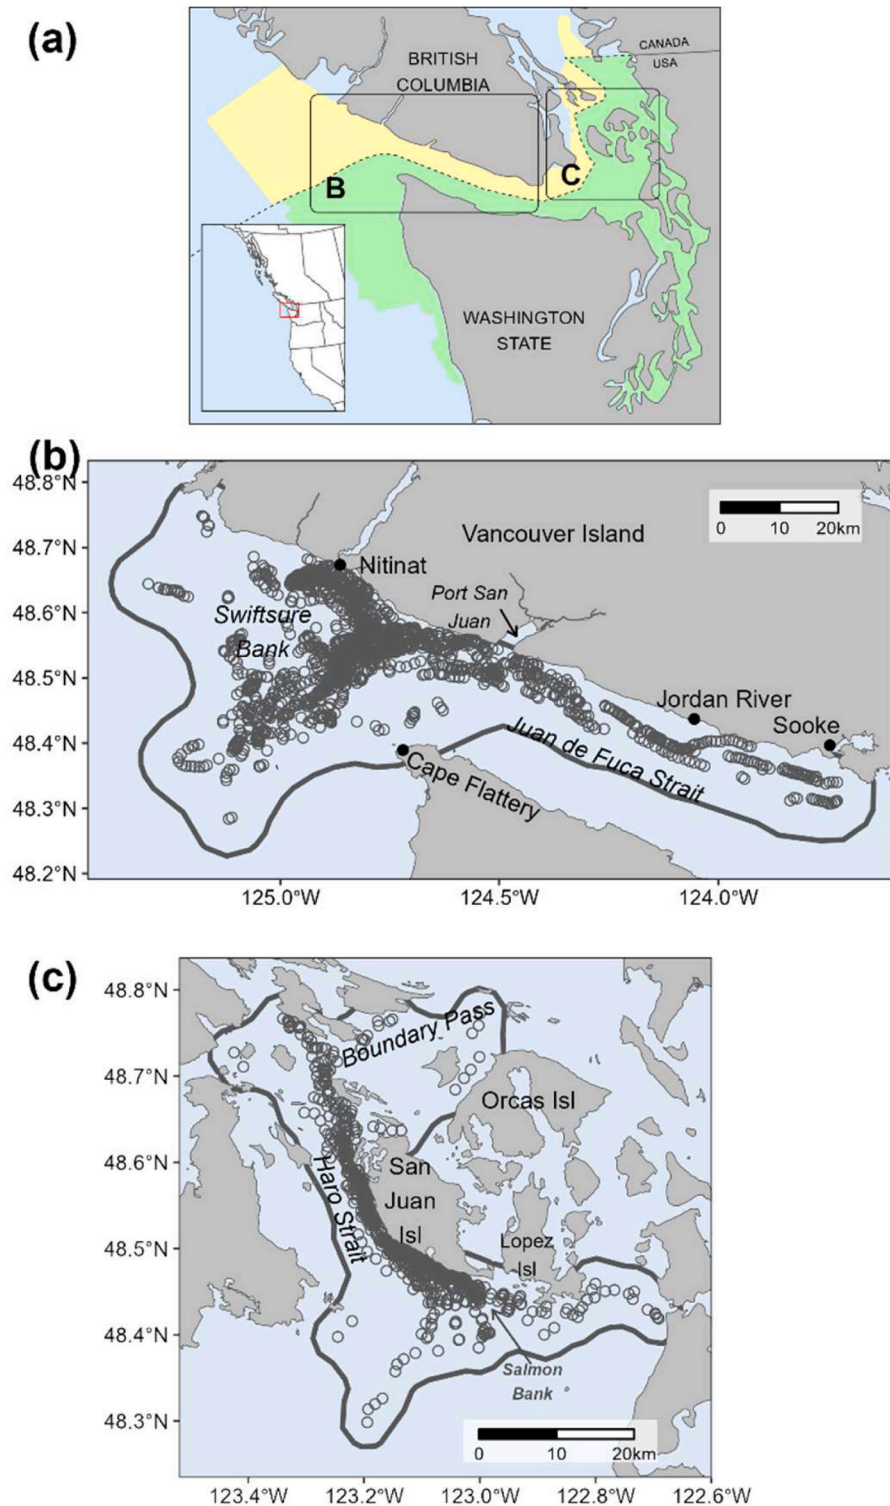 (a)
BRITISH
COLUMBIA
CANADA
USA
B
C
WASHINGTON
STATE
(b)
48.8°N
48.7°N
48.6°N
48.5°N
48.4°N
48.3°N
48.2°N
0 10 20km
Vancouver Island
Nitinat
Port San
Juan
Swiftsure
Bank
Jordan River
Sooke
Juan de Fuca Strait
Cape Flattery
125.0°W 124.5°W 124.0°W
(c)
48.8°N
48.7°N
48.6°N
48.5°N
48.4°N
48.3°N
Boundary Pass
Orcas Isl
San
Juan
Isl
Haro Strait
Lopez
Isl
Salmon
Bank
0 10 20km
123.4°W 123.2°W 123.0°W 122.8°W 122.6°W